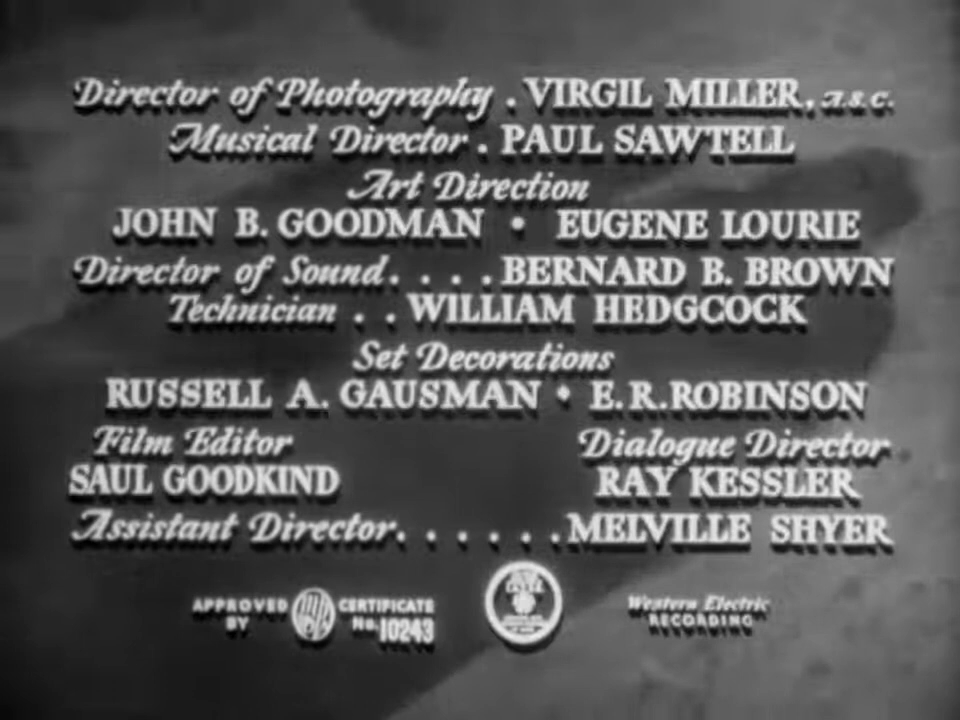 Director of Photography . VIRGIL MILLER, A.S.C.
Musical Director . PAUL SAWTELL
Art Direction
JOHN B. GOODMAN • EUGENE LOURIE
Director of Sound. . . . BERNARD B. BROWN
Technician . . WILLIAM HEDGCOCK
Set Decorations
RUSSELL A. GAUSMAN • E.R.ROBINSON
Film Editor
SAUL GOODKIND
Dialogue Director
RAY KESSLER
Assistant Director. . . . . . MELVILLE SHYER
APPROVED BY
CERTIFICATE No. 10243
Western Electric
RECORDING